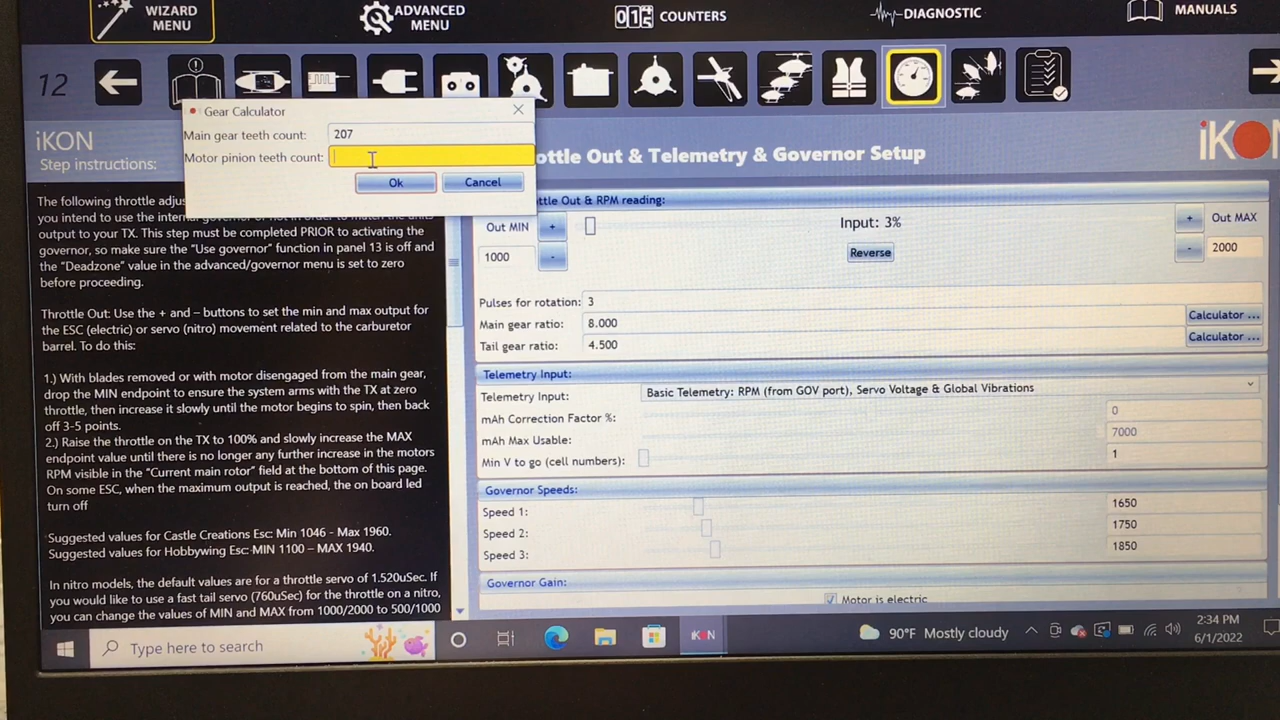 WIZARD
MENU
ADVANCED
MENU
015 COUNTERS
DIAGNOSTIC
MANUALS
12
Gear Calculator
Main gear teeth count: 207
Motor pinion teeth count:
Ok Cancel
iKON
Step instructions:
ottle Out & Telemetry & Governor Setup
iKON
The following throttle adjus
you intend to use the
output to your TX. This step must be completed PRIOR to activating the
governor, so make sure the “Use governor” function in panel 13 is off and
the “Deadzone” value in the advanced/governor menu is set to zero
before proceeding.
Throttle Out: Use the + and – buttons to set the min and max output for
the ESC (electric) or servo (nitro) movement related to the carburetor
barrel. To do this:
1.) With blades removed or with motor disengaged from the main gear,
drop the MIN endpoint to ensure the system arms with the TX at zero
throttle, then increase it slowly until the motor begins to spin, then back
off 3-5 points.
2.) Raise the throttle on the TX to 100% and slowly increase the MAX
endpoint value until there is no longer any further increase in the motors
RPM visible in the “Current main rotor” field at the bottom of this page.
On some ESC, when the maximum output is reached, the on board led
turn off
Suggested values for Castle Creations Esc: Min 1046 - Max 1960.
Suggested values for Hobbywing Esc: MIN 1100 – MAX 1940.
In nitro models, the default values are for a throttle servo of 1.520uSec. If
you would like to use a fast tail servo (760uSec) for the throttle on a nitro,
you can change the values of MIN and MAX from 1000/2000 to 500/1000
ttle Out & RPM reading:
Out MIN + Input: 3% + Out MAX
1000 - Reverse - 2000
Pulses for rotation: 3
Main gear ratio: 8.000 Calculator ...
Tail gear ratio: 4.500 Calculator ...
Telemetry Input:
Telemetry Input: Basic Telemetry: RPM (from GOV port), Servo Voltage & Global Vibrations
mAh Correction Factor %: 0
mAh Max Usable: 7000
Min V to go (cell numbers): 1
Governor Speeds:
Speed 1: 1650
Speed 2: 1750
Speed 3: 1850
Governor Gain:
Motor is electric
Type here to search
iKON
90°F Mostly cloudy
2:34 PM
6/1/2022